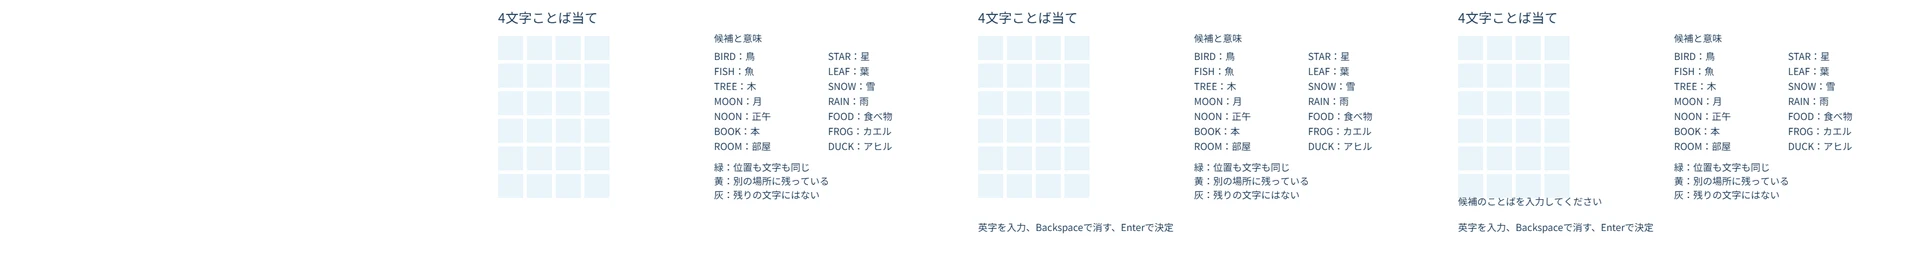 4文字ことば当て
候補と意味
BIRD：鳥 STAR：星
FISH：魚 LEAF：葉
TREE：木 SNOW：雪
MOON：月 RAIN：雨
NOON：正午 FOOD：食べ物
BOOK：本 FROG：カエル
ROOM：部屋 DUCK：アヒル
緑：位置も文字も同じ
黄：別の場所に残っている
灰：残りの文字にはない
4文字ことば当て
候補と意味
BIRD：鳥 STAR：星
FISH：魚 LEAF：葉
TREE：木 SNOW：雪
MOON：月 RAIN：雨
NOON：正午 FOOD：食べ物
BOOK：本 FROG：カエル
ROOM：部屋 DUCK：アヒル
緑：位置も文字も同じ
黄：別の場所に残っている
灰：残りの文字にはない
英字を入力、Backspaceで消す、Enterで決定
4文字ことば当て
候補と意味
BIRD：鳥 STAR：星
FISH：魚 LEAF：葉
TREE：木 SNOW：雪
MOON：月 RAIN：雨
NOON：正午 FOOD：食べ物
BOOK：本 FROG：カエル
ROOM：部屋 DUCK：アヒル
緑：位置も文字も同じ
黄：別の場所に残っている
灰：残りの文字にはない
候補のことばを入力してください
英字を入力、Backspaceで消す、Enterで決定